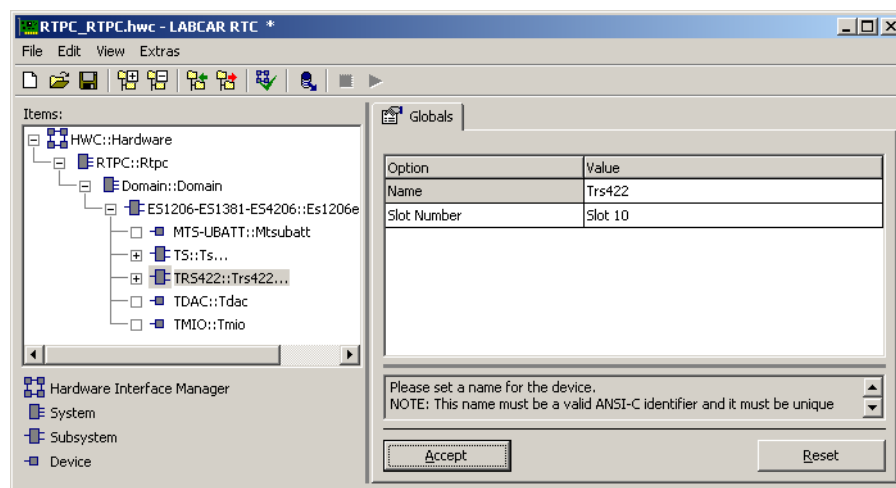 RTPC_RTPC.hwc - LABCAR RTC *
File Edit View Extras
Items:
HWC::Hardware
RTPC::Rtpc
Domain::Domain
ES1206-ES1381-ES4206::Es1206e
MTS-UBATT::Mtsubatt
TS::Ts...
TRS422::Trs422...
TDAC::Tdac
TMIO::Tmio
Hardware Interface Manager
System
Subsystem
Device
Globals
Option Value
Name Trs422
Slot Number Slot 10
Please set a name for the device.
NOTE: This name must be a valid ANSI-C identifier and it must be unique
Accept Reset